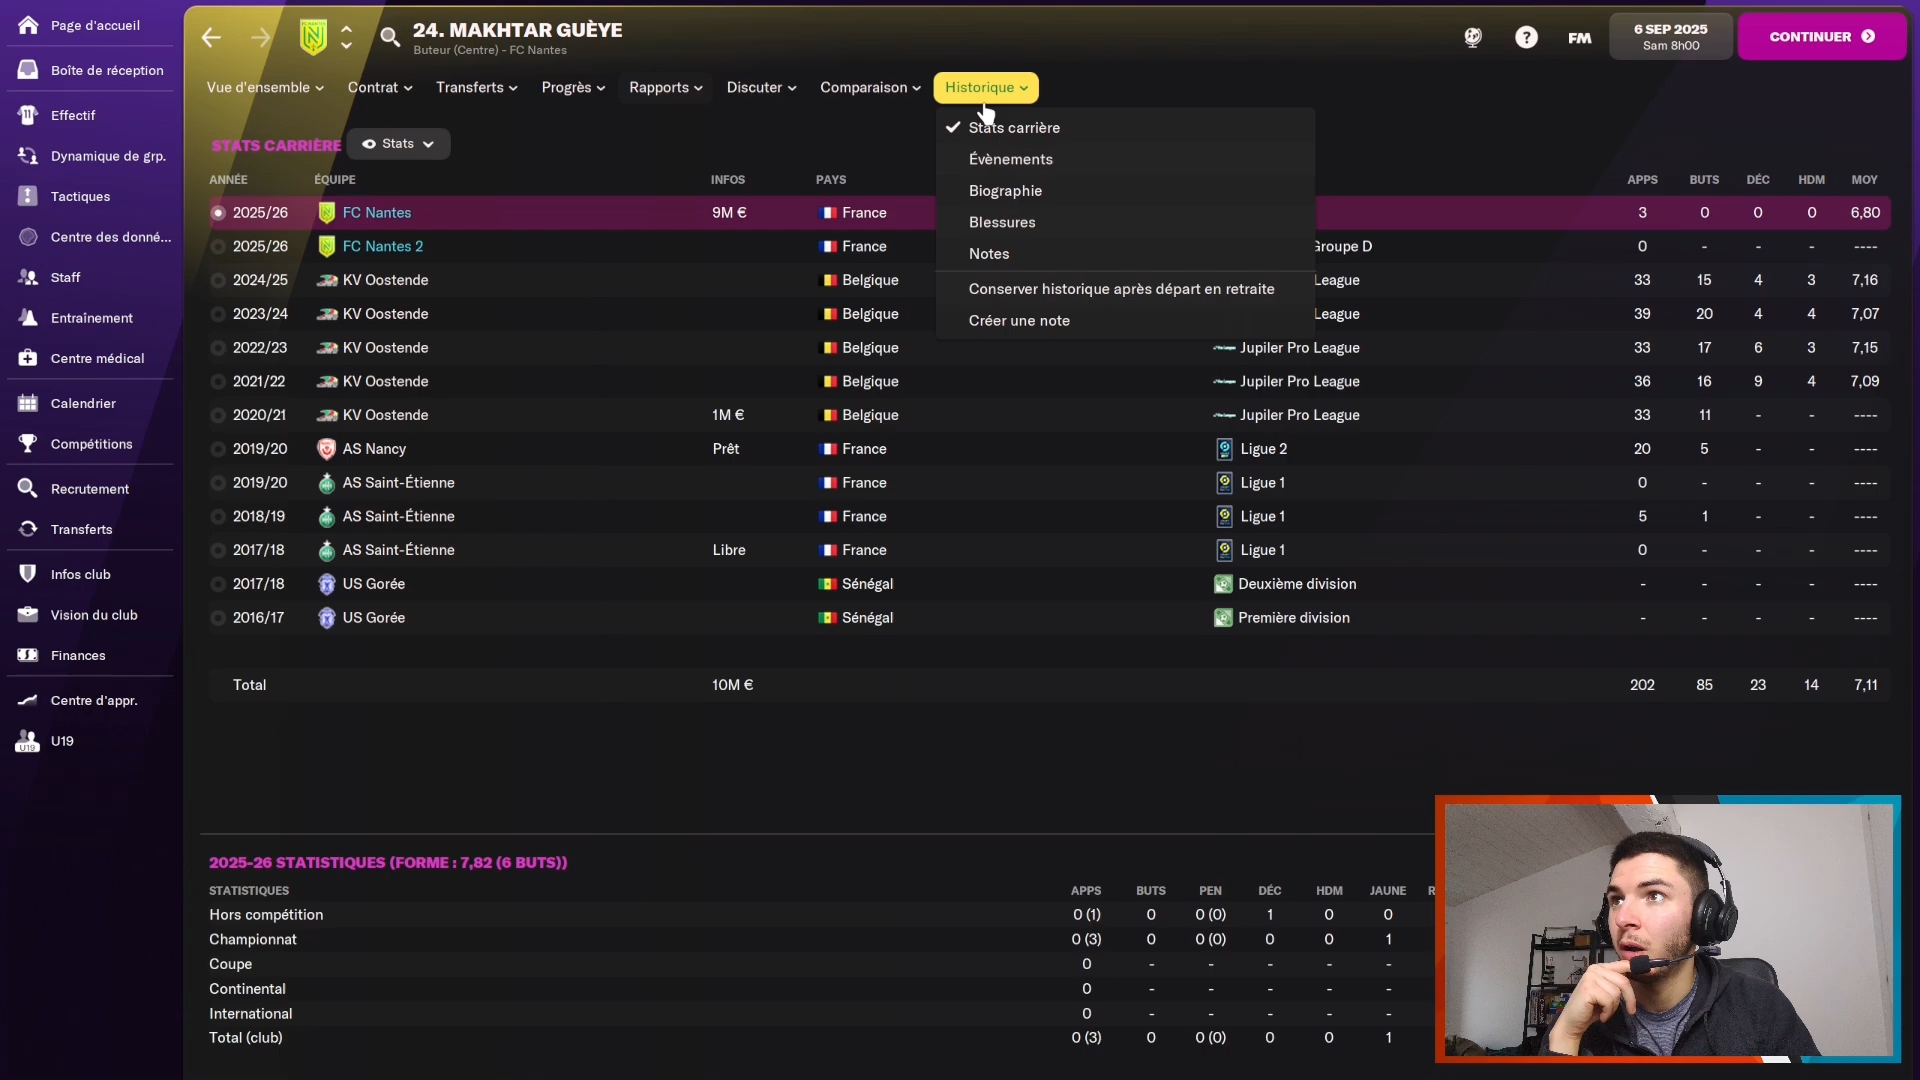 Page d'accueil
Boîte de réception
Effectif
Dynamique de grp.
Tactiques
Centre des donné...
Staff
Entraînement
Centre médical
Calendrier
Compétitions
Recrutement
Transferts
Infos club
Vision du club
Finances
Centre d'appr.
U19
U19
24. MAKHTAR GUÈYE
Buteur (Centre) - FC Nantes
? FM
6 SEP 2025
Sam 8h00
CONTINUER
Vue d'ensemble Contrat Transferts Progrès Rapports Discuter Comparaison Historique
Stats carrière
Évènements
Biographie
Blessures
Notes
Conserver historique après départ en retraite
Créer une note
STATS CARRIÈRE Stats
ANNÉE ÉQUIPE INFOS PAYS APPS BUTS DÉC HDM MOY
2025/26 FC Nantes 9M € France 3 0 0 0 6,80
2025/26 FC Nantes 2 France Groupe D 0 - - - ----
2024/25 KV Oostende Belgique League 33 15 4 3 7,16
2023/24 KV Oostende Belgique League 39 20 4 4 7,07
2022/23 KV Oostende Belgique Jupiler Pro League 33 17 6 3 7,15
2021/22 KV Oostende Belgique Jupiler Pro League 36 16 9 4 7,09
2020/21 KV Oostende 1M € Belgique Jupiler Pro League 33 11 - - ----
2019/20 AS Nancy Prêt France Ligue 2 20 5 - - ----
2019/20 AS Saint-Étienne France Ligue 1 0 - - - ----
2018/19 AS Saint-Étienne France Ligue 1 5 1 - - ----
2017/18 AS Saint-Étienne Libre France Ligue 1 0 - - - ----
2017/18 US Gorée Sénégal Deuxième division - - - - ----
2016/17 US Gorée Sénégal Première division - - - - ----
Total 10M € 202 85 23 14 7,11
2025-26 STATISTIQUES (FORME : 7,82 (6 BUTS))
STATISTIQUES APPS BUTS PEN DÉC HDM JAUNE R
Hors compétition 0 (1) 0 0 (0) 1 0 0
Championnat 0 (3) 0 0 (0) 0 0 1
Coupe 0 - - - - -
Continental 0 - - - - -
International 0 - - - - -
Total (club) 0 (3) 0 0 (0) 0 0 1